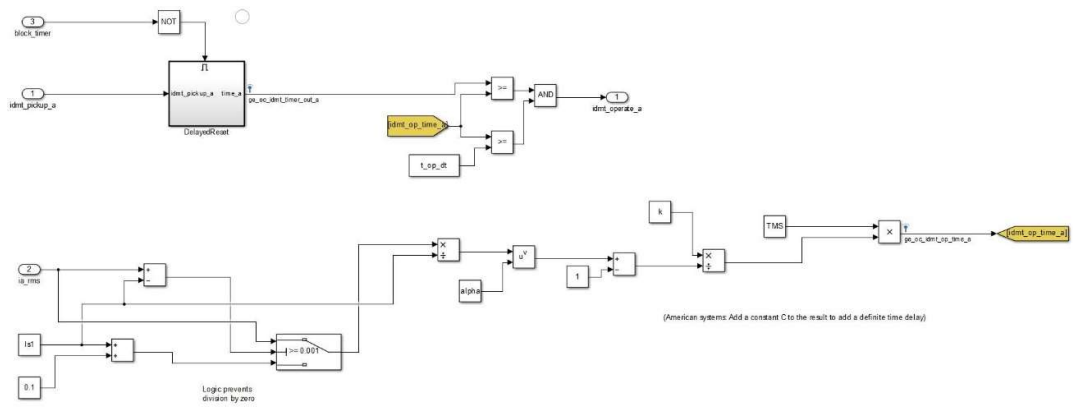 3
block_timer
NOT
1
idmt_pickup_a
idmt_pickup_a time_a
DelayedReset
ge_oc_idmt_timer_out_a
[idmt_op_time_a]
t_op_dt
>=
>=
AND
1
idmt_operate_a
2
ia_rms
+
−
Is1
0.1
+
+
>= 0.001
Logic prevents
division by zero
×
÷
alpha
u^v
1
+
−
k
×
÷
TMS
×
ge_oc_idmt_op_time_a
[idmt_op_time_a]
(American systems: Add a constant C to the result to add a definite time delay)